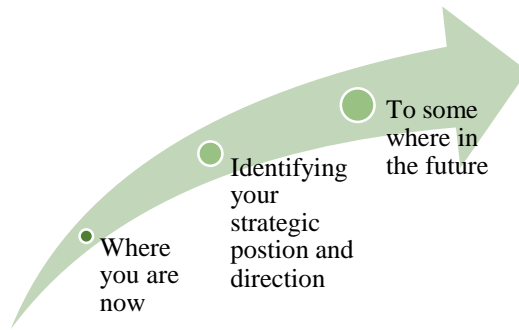 Where
you are
now
Identifying
your
strategic
postion and
direction
To some
where in
the future